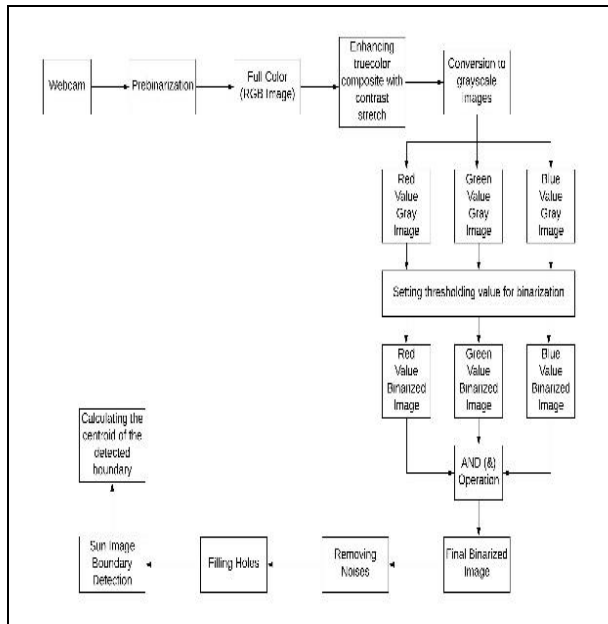 Webcam
Prebinarization
Full Color
(RGB Image)
Enhancing
truecolor
composite with
contrast
stretch
Conversion to
grayscale
images
Red
Value
Gray
Image
Green
Value
Gray
Image
Blue
Value
Gray
Image
Setting thresholding value for binarization
Red
Value
Binarized
Image
Green
Value
Binarized
Image
Blue
Value
Binarized
Image
AND (&)
Operation
Final Binarized
Image
Removing
Noises
Filling Holes
Sun Image
Boundary
Detection
Calculating the
centroid of the
detected
boundary